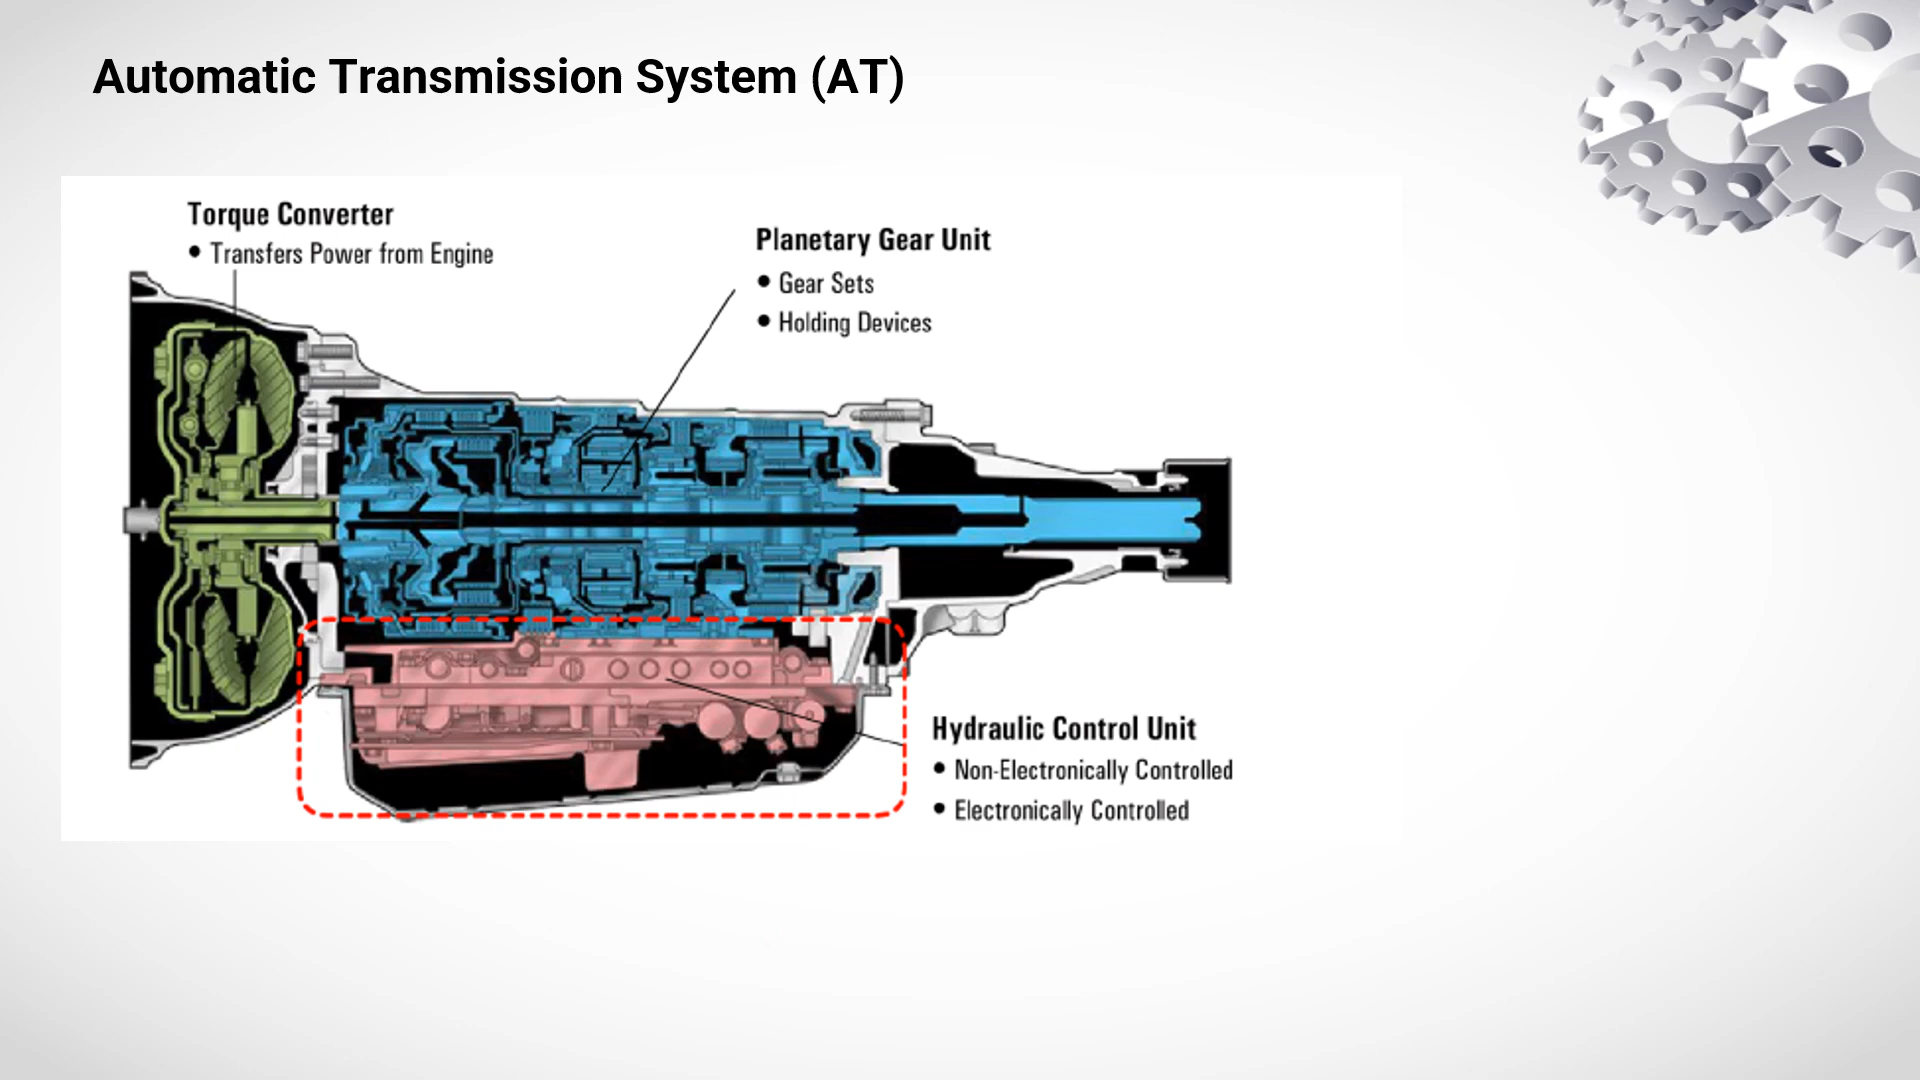 Automatic Transmission System (AT)
Torque Converter
• Transfers Power from Engine
Planetary Gear Unit
• Gear Sets
• Holding Devices
Hydraulic Control Unit
• Non-Electronically Controlled
• Electronically Controlled